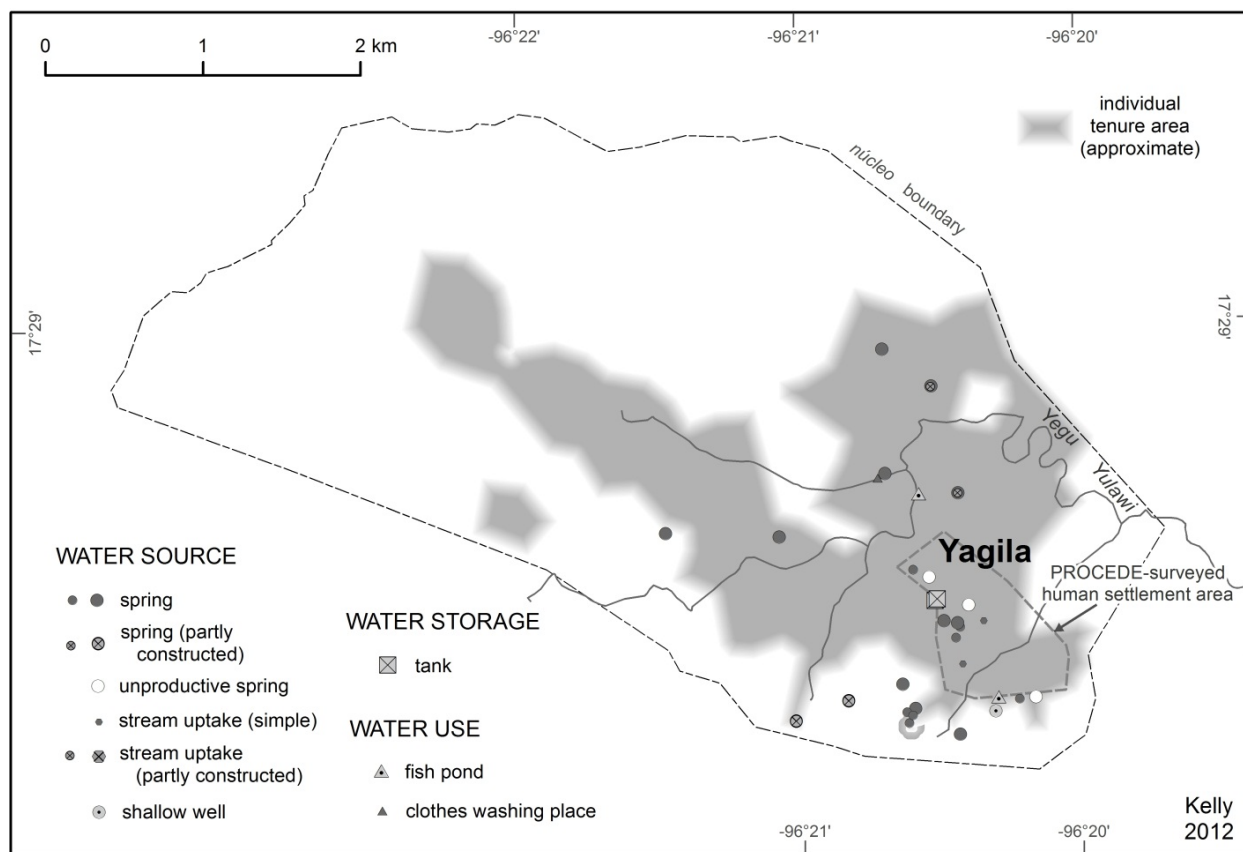 -96°22'
-96°21'
-96°20'
0 1 2 km
individual
tenure area
(approximate)
núcleo boundary
17°29'
17°29'
Yegu
Yulawi
Yagila
PROCEDE-surveyed
human settlement area
WATER SOURCE
spring
spring (partly
constructed)
unproductive spring
stream uptake (simple)
stream uptake
(partly constructed)
shallow well
WATER STORAGE
tank
WATER USE
fish pond
clothes washing place
-96°21'
-96°20'
Kelly
2012